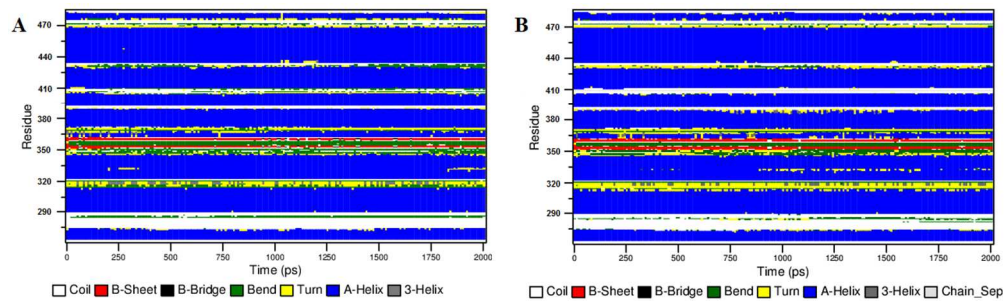 A
Residue
470
440
410
380
350
320
290
0 250 500 750 1000 1250 1500 1750 2000
Time (ps)
Coil B-Sheet B-Bridge Bend Turn A-Helix 3-Helix
B
Residue
470
440
410
380
350
320
290
0 250 500 750 1000 1250 1500 1750 2000
Time (ps)
Coil B-Sheet B-Bridge Bend Turn A-Helix 3-Helix Chain_Sep